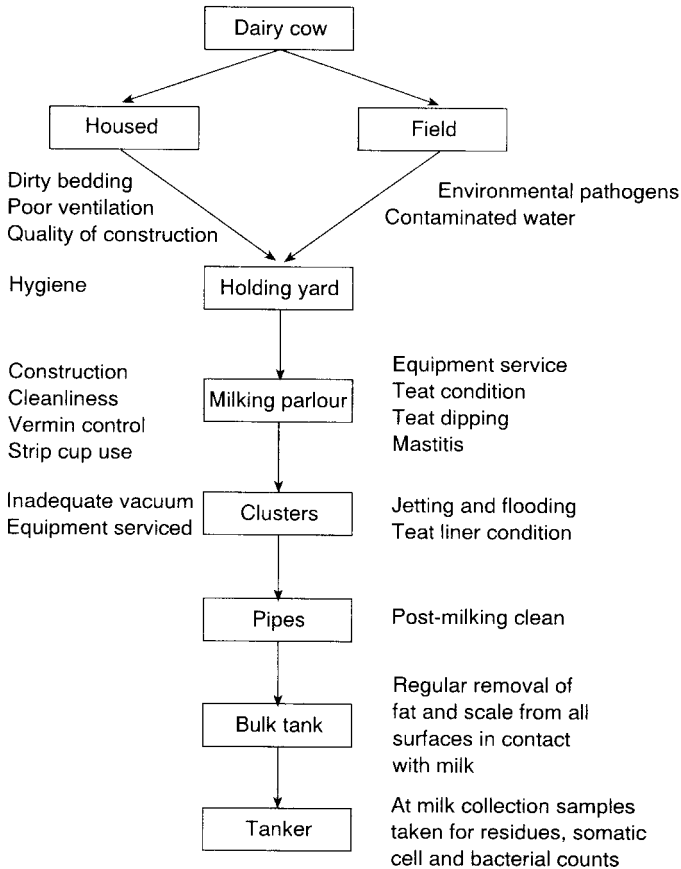 Dairy cow
Housed
Field
Dirty bedding
Poor ventilation
Quality of construction
Environmental pathogens
Contaminated water
Hygiene
Holding yard
Construction
Cleanliness
Vermin control
Strip cup use
Milking parlour
Equipment service
Teat condition
Teat dipping
Mastitis
Inadequate vacuum
Equipment serviced
Clusters
Jetting and flooding
Teat liner condition
Pipes
Post-milking clean
Bulk tank
Regular removal of
fat and scale from all
surfaces in contact
with milk
Tanker
At milk collection samples
taken for residues, somatic
cell and bacterial counts